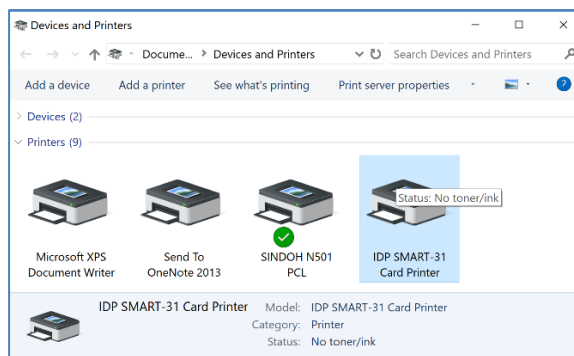 Devices and Printers
Docume... Devices and Printers Search Devices and Printers
Add a device Add a printer See what's printing Print server properties ?
Devices (2)
Printers (9)
Status: No toner/ink
Microsoft XPS Document Writer
Send To OneNote 2013
SINDOH N501 PCL
IDP SMART-31 Card Printer
IDP SMART-31 Card Printer Model: IDP SMART-31 Card Printer
Category: Printer
Status: No toner/ink